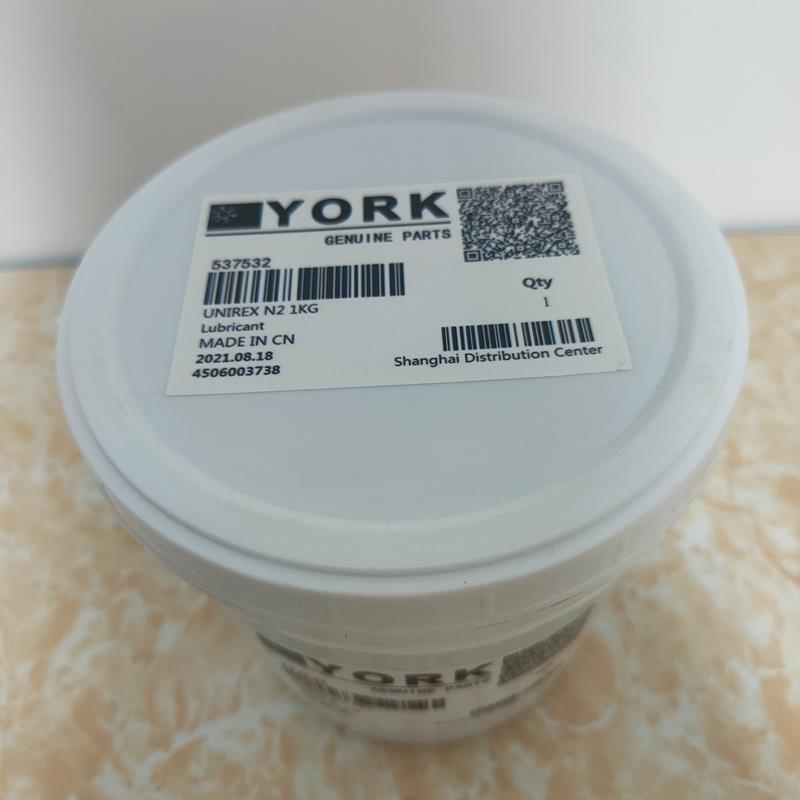 YORK
GENUINE PARTS
537532
Qty
1
UNIREX N2 1KG
Lubricant
MADE IN CN
2021.08.18
4506003738
Shanghai Distribution Center
YORK
GENUINE PARTS